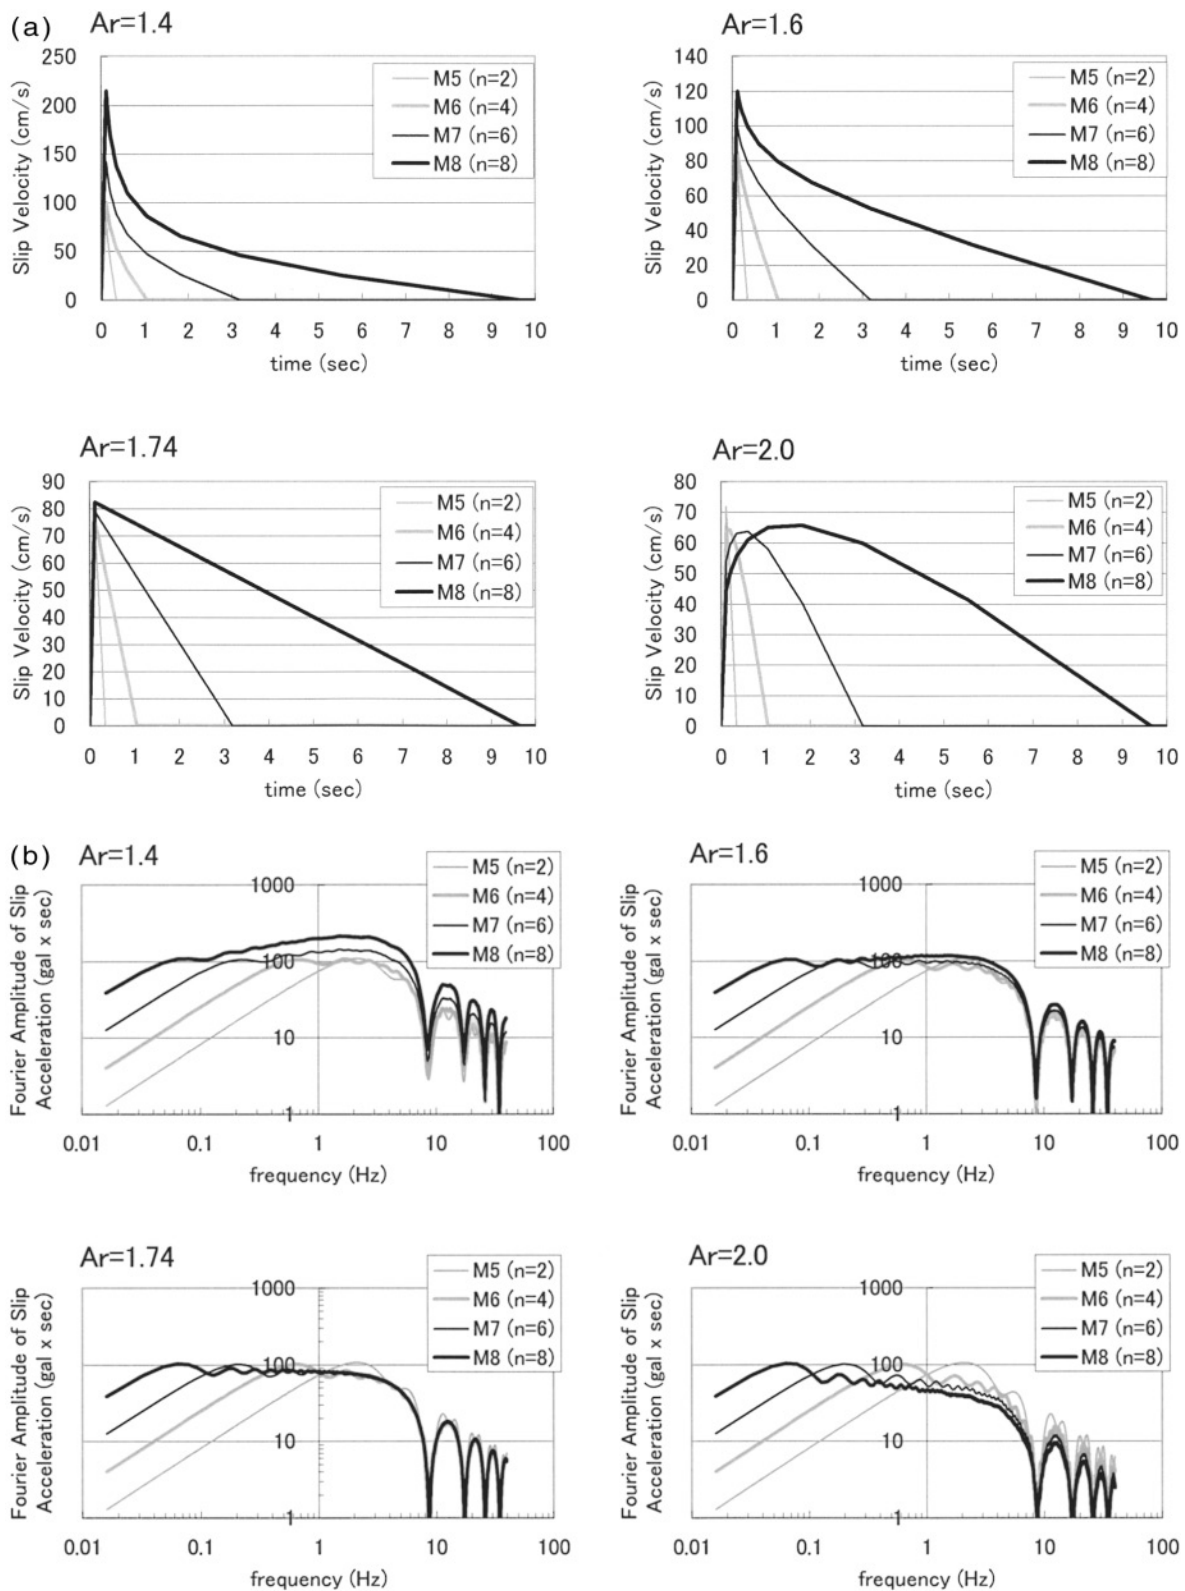 (a)
Ar=1.4
Slip Velocity (cm/s)
250
200
150
100
50
0
M5 (n=2)
M6 (n=4)
M7 (n=6)
M8 (n=8)
0 1 2 3 4 5 6 7 8 9 10
time (sec)
Ar=1.6
Slip Velocity (cm/s)
140
120
100
80
60
40
20
0
M5 (n=2)
M6 (n=4)
M7 (n=6)
M8 (n=8)
0 1 2 3 4 5 6 7 8 9 10
time (sec)
Ar=1.74
Slip Velocity (cm/s)
90
80
70
60
50
40
30
20
10
0
M5 (n=2)
M6 (n=4)
M7 (n=6)
M8 (n=8)
0 1 2 3 4 5 6 7 8 9 10
time (sec)
Ar=2.0
Slip Velocity (cm/s)
80
70
60
50
40
30
20
10
0
M5 (n=2)
M6 (n=4)
M7 (n=6)
M8 (n=8)
0 1 2 3 4 5 6 7 8 9 10
time (sec)
(b)
Ar=1.4
Fourier Amplitude of Slip
Acceleration (gal x sec)
M5 (n=2)
M6 (n=4)
M7 (n=6)
M8 (n=8)
1000
100
10
1
0.01 0.1 1 10 100
frequency (Hz)
Ar=1.6
Fourier Amplitude of Slip
Acceleration (gal x sec)
M5 (n=2)
M6 (n=4)
M7 (n=6)
M8 (n=8)
1000
100
10
1
0.01 0.1 1 10 100
frequency (Hz)
Ar=1.74
Fourier Amplitude of Slip
Acceleration (gal x sec)
M5 (n=2)
M6 (n=4)
M7 (n=6)
M8 (n=8)
1000
100
10
1
0.01 0.1 1 10 100
frequency (Hz)
Ar=2.0
Fourier Amplitude of Slip
Acceleration (gal x sec)
M5 (n=2)
M6 (n=4)
M7 (n=6)
M8 (n=8)
1000
100
10
1
0.01 0.1 1 10 100
frequency (Hz)